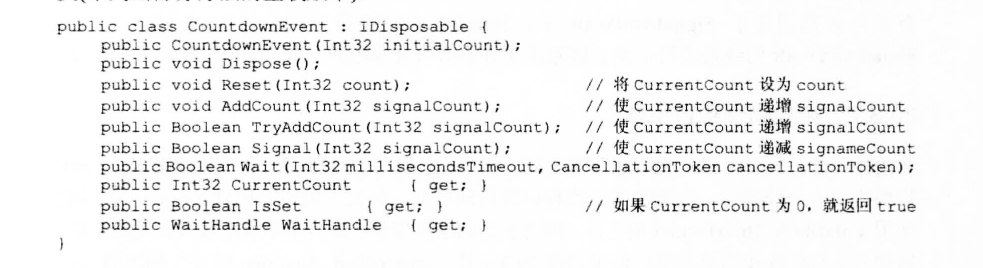 public class CountdownEvent : IDisposable {
public CountdownEvent(Int32 initialCount);
public void Dispose();
public void Reset(Int32 count); // 将 CurrentCount 设为 count
public void AddCount(Int32 signalCount); // 使 CurrentCount 递增 signalCount
public Boolean TryAddCount(Int32 signalCount); // 使 CurrentCount 递增 signalCount
public Boolean Signal(Int32 signalCount); // 使 CurrentCount 递减 signameCount
public Boolean Wait(Int32 millisecondsTimeout, CancellationToken cancellationToken);
public Int32 CurrentCount { get; }
public Boolean IsSet { get; } // 如果 CurrentCount 为 0，就返回 true
public WaitHandle WaitHandle { get; }
}